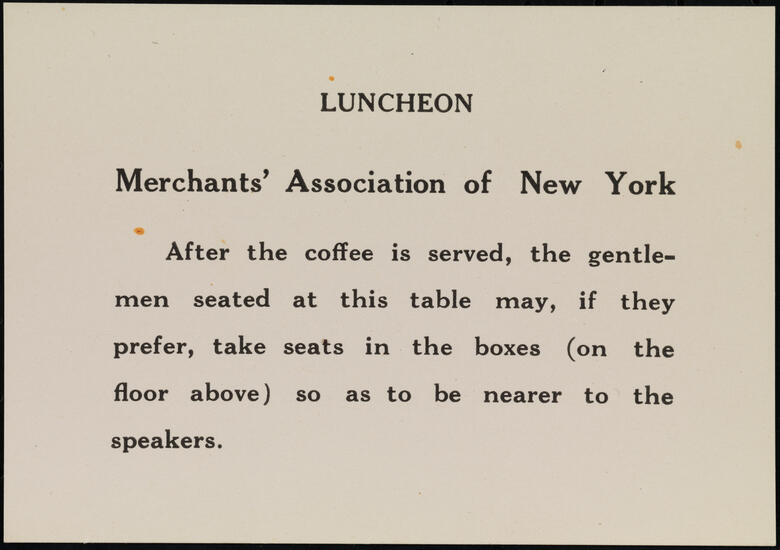 LUNCHEON
Merchants' Association of New York
After the coffee is served, the gentle-
men seated at this table may, if they
prefer, take seats in the boxes (on the
floor above) so as to be nearer to the
speakers.